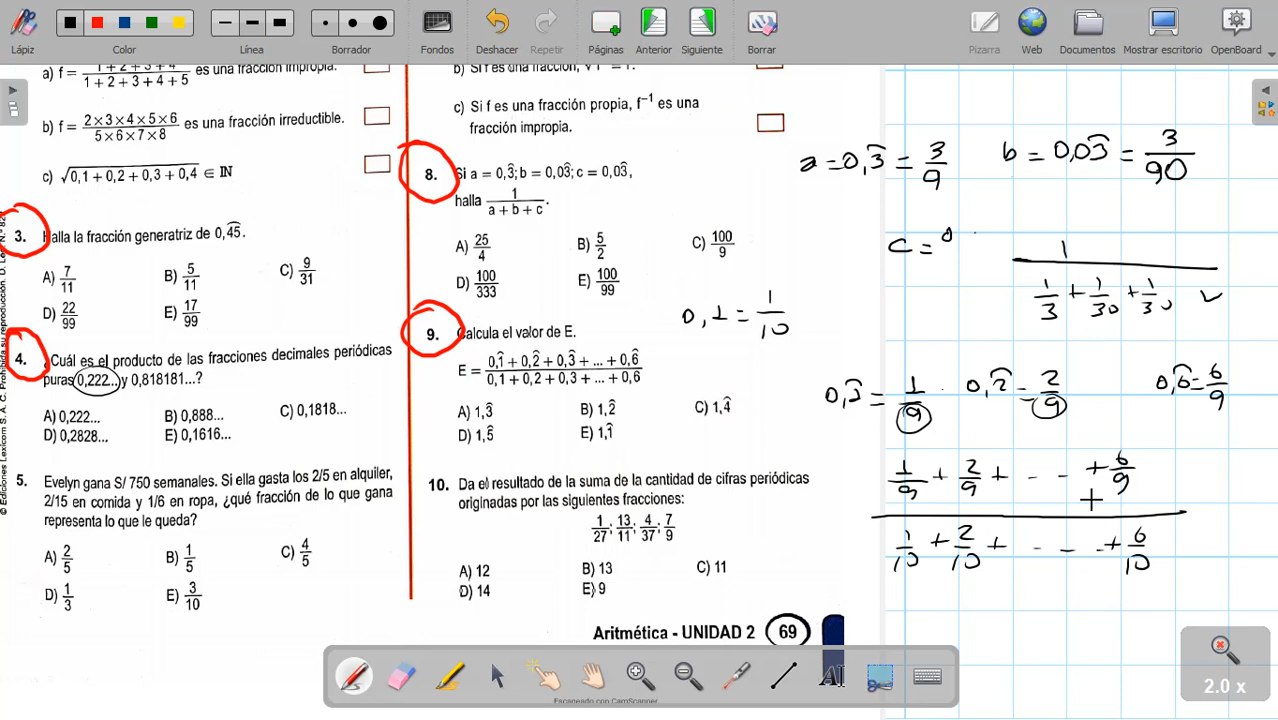 Lápiz
Color
Línea
Borrador
Fondos
Deshacer
Repetir
Páginas
Anterior
Siguiente
Borrar
Pizarra
Web
Documentos
Mostrar escritorio
OpenBoard
a) f = 1 + 2 + 3 + 4 / 1 + 2 + 3 + 4 + 5 es una fracción impropia.
b) f = 2 × 3 × 4 × 5 × 6 / 5 × 6 × 7 × 8 es una fracción irreductible.
c) √0,1 + 0,2 + 0,3 + 0,4 ∈ IN
3. Halla la fracción generatriz de 0,4͡5.
A) 7/11 B) 5/11 C) 9/31
D) 22/99 E) 17/99
4. ¿Cuál es el producto de las fracciones decimales periódicas
puras 0,222... y 0,818181...?
A) 0,222... B) 0,888... C) 0,1818...
D) 0,2828... E) 0,1616...
5. Evelyn gana S/ 750 semanales. Si ella gasta los 2/5 en alquiler,
2/15 en comida y 1/6 en ropa, ¿qué fracción de lo que gana
representa lo que le queda?
A) 2/5 B) 1/5 C) 4/5
D) 1/3 E) 3/10
b) Si f es una fracción,
c) Si f es una fracción propia, f⁻¹ es una
fracción impropia.
8. Si a = 0,3̂; b = 0,03̂; c = 0,03̂,
halla 1 / a + b + c.
A) 25/4 B) 5/2 C) 100/9
D) 100/333 E) 100/99
9. Calcula el valor de E.
E = 0,1̂ + 0,2̂ + 0,3̂ + ... + 0,6̂ / 0,1 + 0,2 + 0,3 + ... + 0,6
A) 1,3̂ B) 1,2̂ C) 1,4̂
D) 1,5̂ E) 1,1̂
10. Da el resultado de la suma de la cantidad de cifras periódicas
originadas por las siguientes fracciones:
1/27; 13/11; 4/37; 7/9
A) 12 B) 13 C) 11
D) 14 E) 9
Aritmética - UNIDAD 2 69
a = 0,3̂ = 3/9 b = 0,03̂ = 3/90
c = 0 1 / 1/3 + 1/30 + 1/30
0,1 = 1/10
0,1̂ = 1/9 . 0,2̂ = 2/9 0,6̂ = 6/9
1/9 + 2/9 + - - + 6/9
+
1/10 + 2/10 + - - . + 6/10
Escaneado con CamScanner
2.0 x